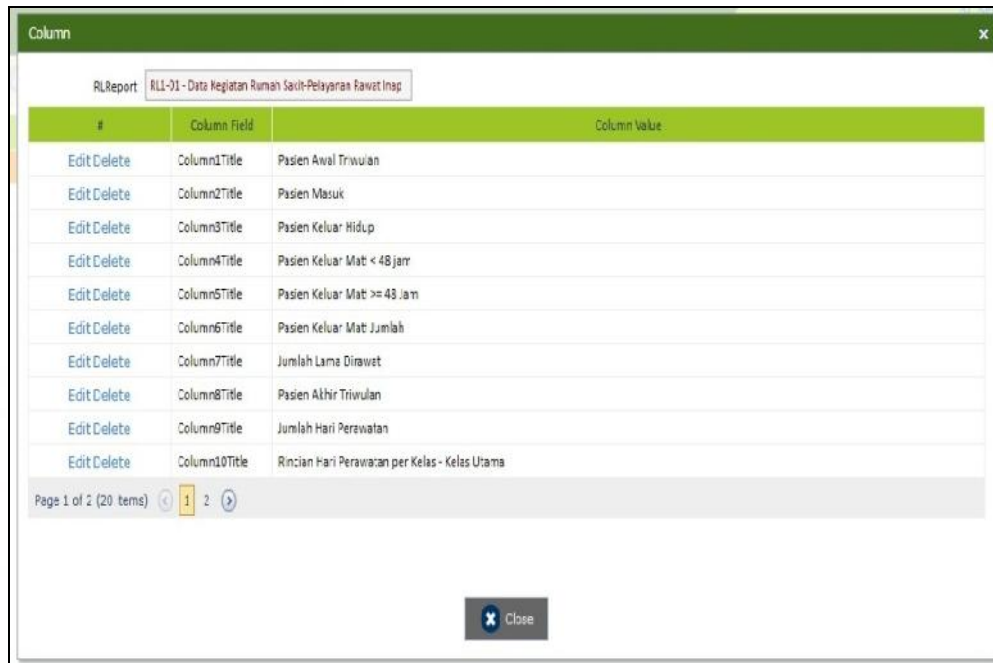 Column x
RLReport RL1-01 - Data Kegiatan Rumah Sakit-Pelayanan Rawat Inap
# Column Field Column Value
Edit Delete Column1Title Pasien Awal Triwulan
Edit Delete Column2Title Pasien Masuk
Edit Delete Column3Title Pasien Keluar Hidup
Edit Delete Column4Title Pasien Keluar Mati < 48 jam
Edit Delete Column5Title Pasien Keluar Mati >= 48 Jam
Edit Delete Column6Title Pasien Keluar Mati Jumlah
Edit Delete Column7Title Jumlah Lama Dirawat
Edit Delete Column8Title Pasien Akhir Triwulan
Edit Delete Column9Title Jumlah Hari Perawatan
Edit Delete Column10Title Rincian Hari Perawatan per Kelas - Kelas Utama
Page 1 of 2 (20 items) < 1 2 >
Close